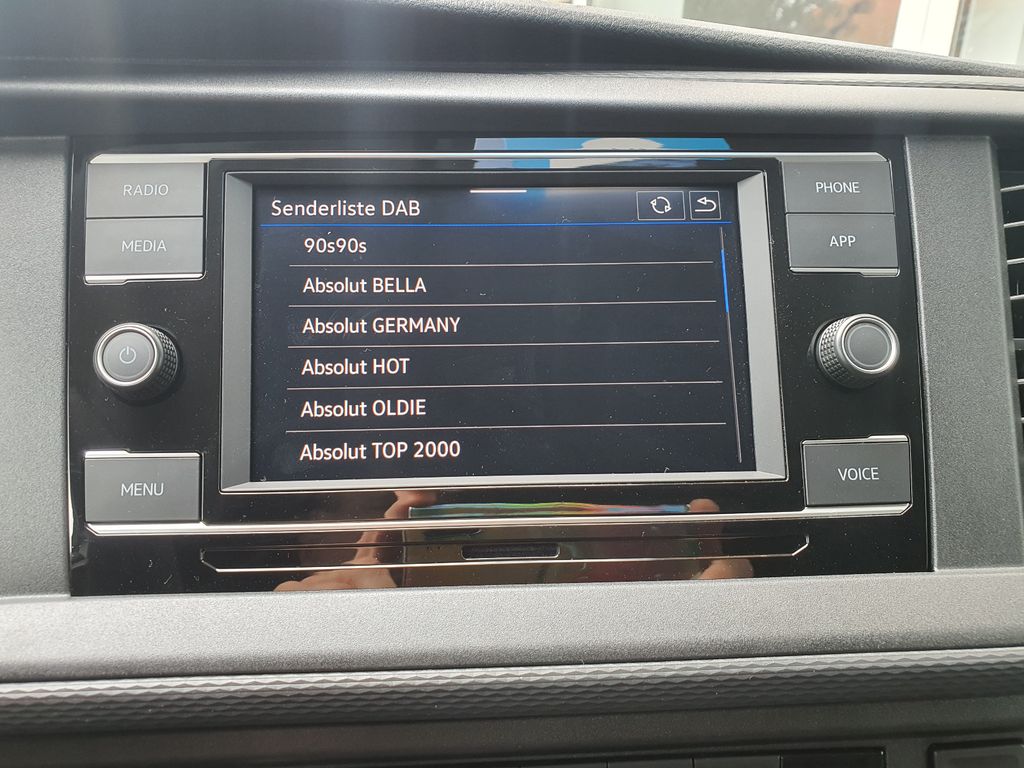 RADIO
MEDIA
MENU
Senderliste DAB
90s90s
Absolut BELLA
Absolut GERMANY
Absolut HOT
Absolut OLDIE
Absolut TOP 2000
PHONE
APP
VOICE